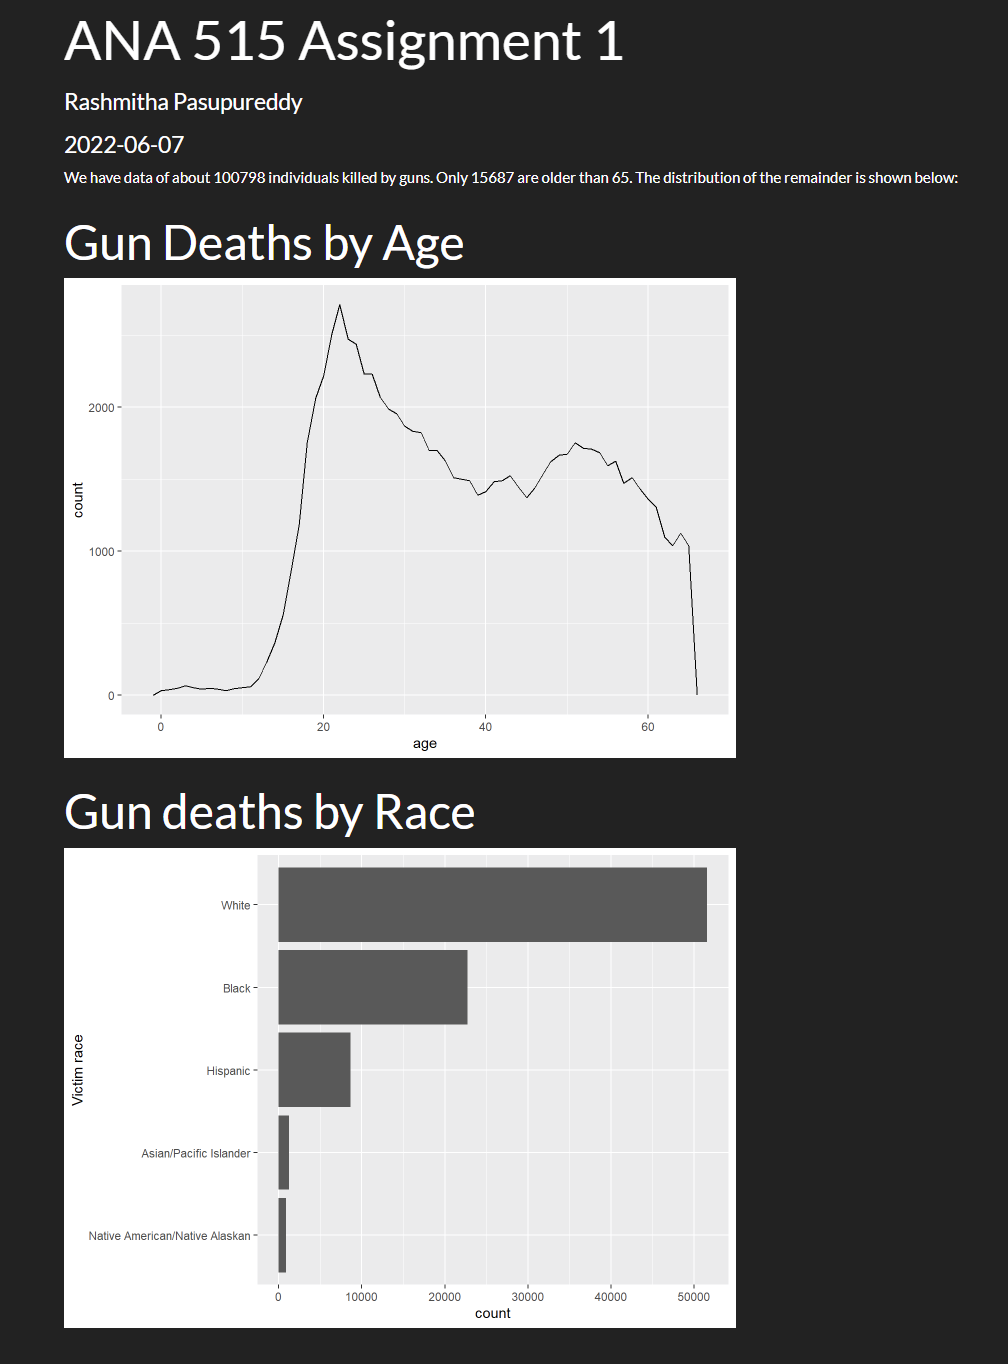 ANA 515 Assignment 1
Rashmitha Pasupureddy
2022-06-07
We have data of about 100798 individuals killed by guns. Only 15687 are older than 65. The distribution of the remainder is shown below:
Gun Deaths by Age
2000
count
1000
0
0 20 40 60
age
Gun deaths by Race
White
Black
Victim race
Hispanic
Asian/Pacific Islander
Native American/Native Alaskan
0 10000 20000 30000 40000 50000
count